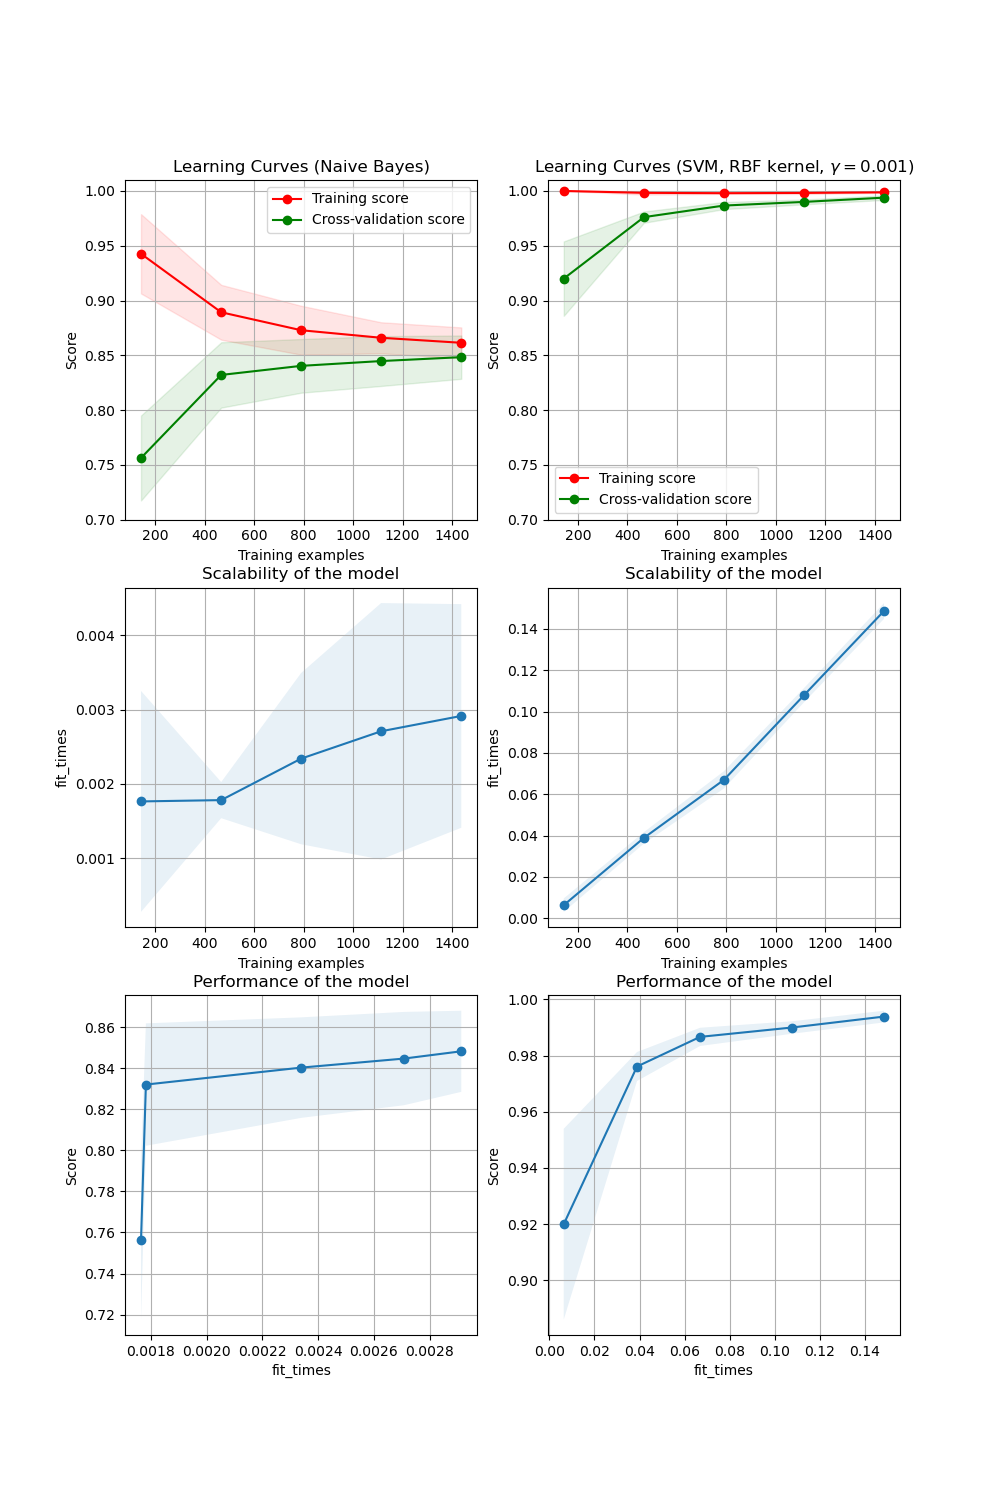 Learning Curves (Naive Bayes)
1.00
0.95
0.90
0.85
0.80
0.75
0.70
Score
Training score
Cross-validation score
200 400 600 800 1000 1200 1400
Training examples
Learning Curves (SVM, RBF kernel, γ = 0.001)
1.00
0.95
0.90
0.85
0.80
0.75
0.70
Score
Training score
Cross-validation score
200 400 600 800 1000 1200 1400
Training examples
Scalability of the model
0.004
0.003
0.002
0.001
fit_times
200 400 600 800 1000 1200 1400
Training examples
Scalability of the model
0.14
0.12
0.10
0.08
0.06
0.04
0.02
0.00
fit_times
200 400 600 800 1000 1200 1400
Training examples
Performance of the model
0.86
0.84
0.82
0.80
0.78
0.76
0.74
0.72
Score
0.0018 0.0020 0.0022 0.0024 0.0026 0.0028
fit_times
Performance of the model
1.00
0.98
0.96
0.94
0.92
0.90
Score
0.00 0.02 0.04 0.06 0.08 0.10 0.12 0.14
fit_times